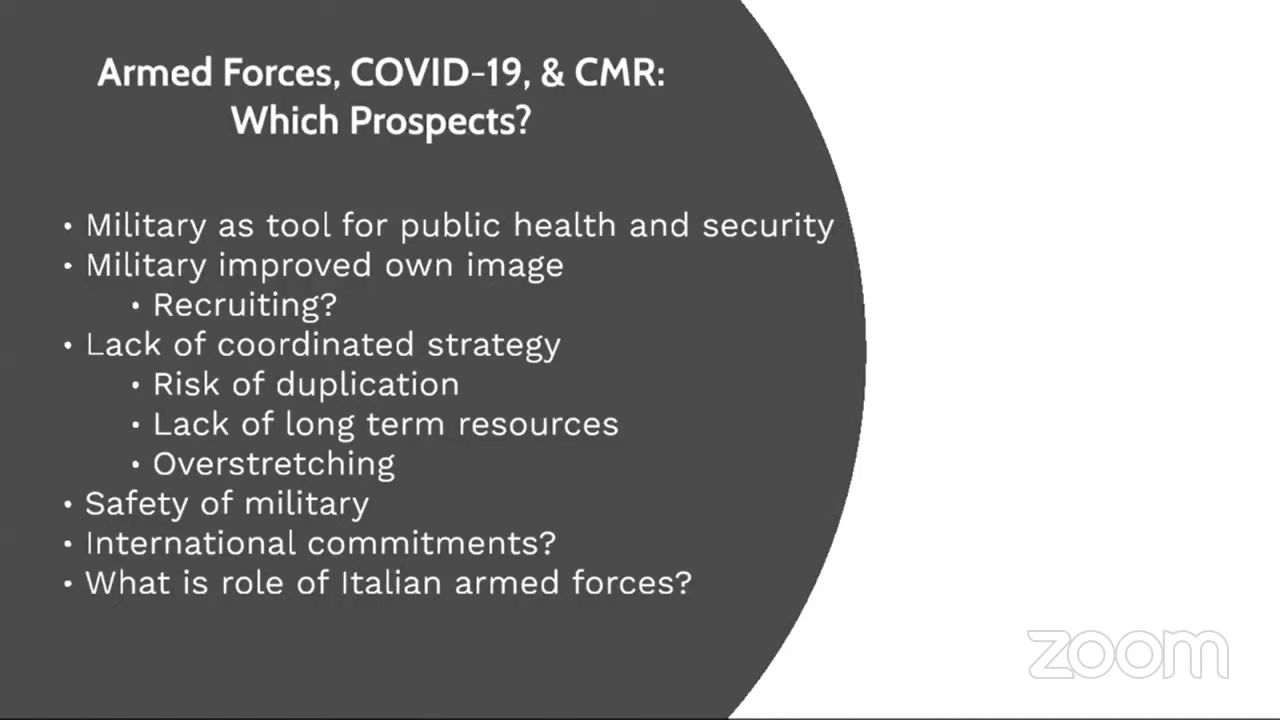 Armed Forces, COVID-19, & CMR:
Which Prospects?
• Military as tool for public health and security
• Military improved own image
• Recruiting?
• Lack of coordinated strategy
• Risk of duplication
• Lack of long term resources
• Overstretching
• Safety of military
• International commitments?
• What is role of Italian armed forces?
zoom